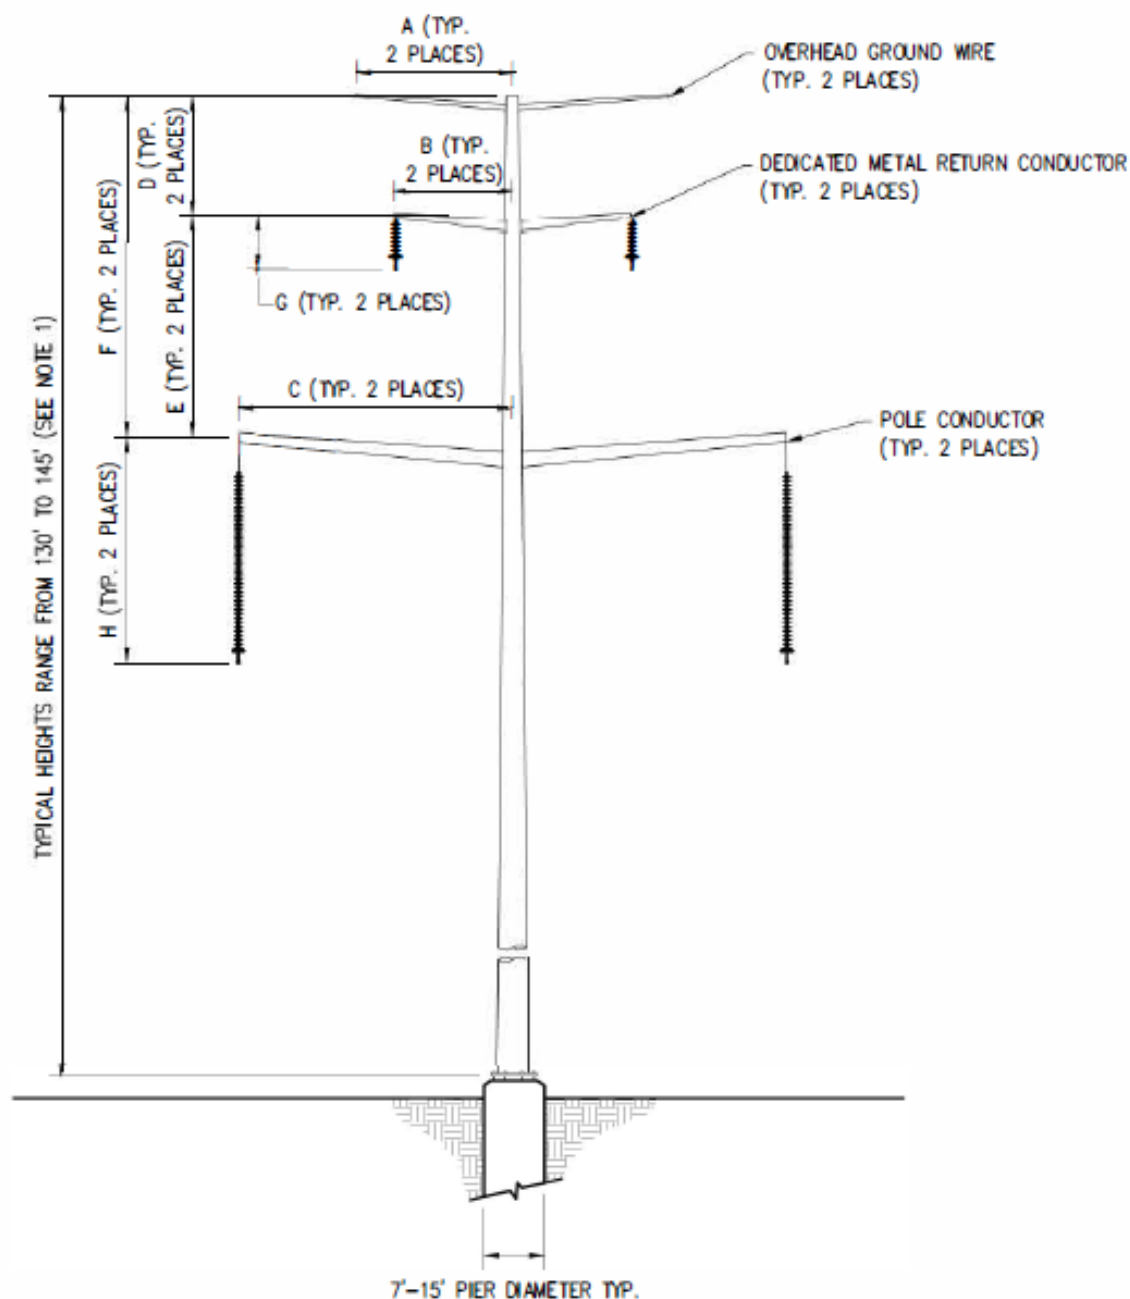 A (TYP.
2 PLACES)
OVERHEAD GROUND WIRE
(TYP. 2 PLACES)
D (TYP.
2 PLACES)
B (TYP.
2 PLACES)
DEDICATED METAL RETURN CONDUCTOR
(TYP. 2 PLACES)
F (TYP. 2 PLACES)
E (TYP. 2 PLACES)
G (TYP. 2 PLACES)
C (TYP. 2 PLACES)
POLE CONDUCTOR
(TYP. 2 PLACES)
H (TYP. 2 PLACES)
TYPICAL HEIGHTS RANGE FROM 130' TO 145' (SEE NOTE 1)
7'-15' PIER DIAMETER TYP.